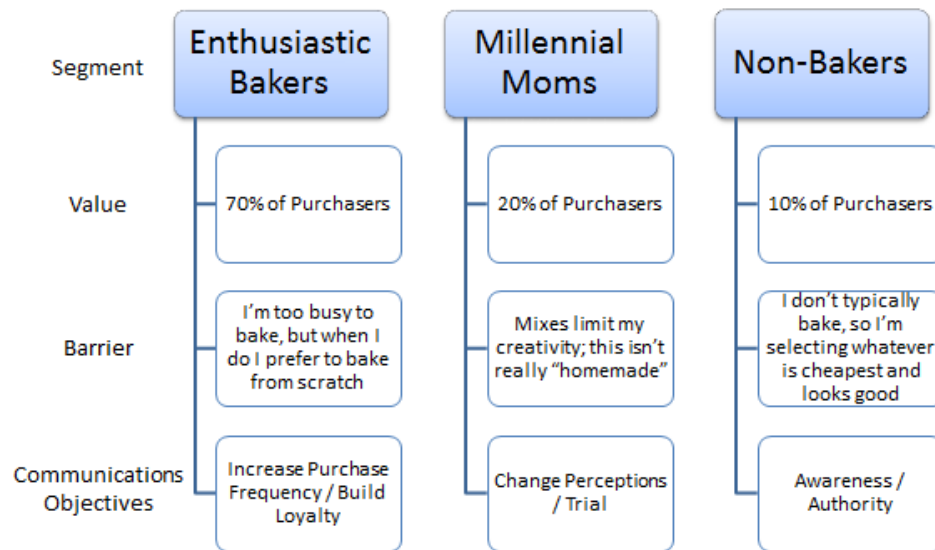 Segment
Enthusiastic
Bakers
Millennial
Moms
Non-Bakers
Value
70% of Purchasers
20% of Purchasers
10% of Purchasers
Barrier
I’m too busy to
bake, but when I
do I prefer to bake
from scratch
Mixes limit my
creativity; this isn’t
really “homemade”
I don’t typically
bake, so I’m
selecting whatever
is cheapest and
looks good
Communications
Objectives
Increase Purchase
Frequency / Build
Loyalty
Change Perceptions
/ Trial
Awareness /
Authority